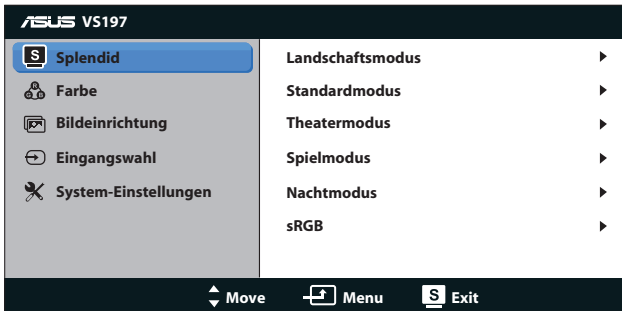 ASUS VS197
S Splendid
Farbe
Bildeinrichtung
Eingangswahl
System-Einstellungen
Landschaftsmodus
Standardmodus
Theatermodus
Spielmodus
Nachtmodus
sRGB
Move Menu S Exit